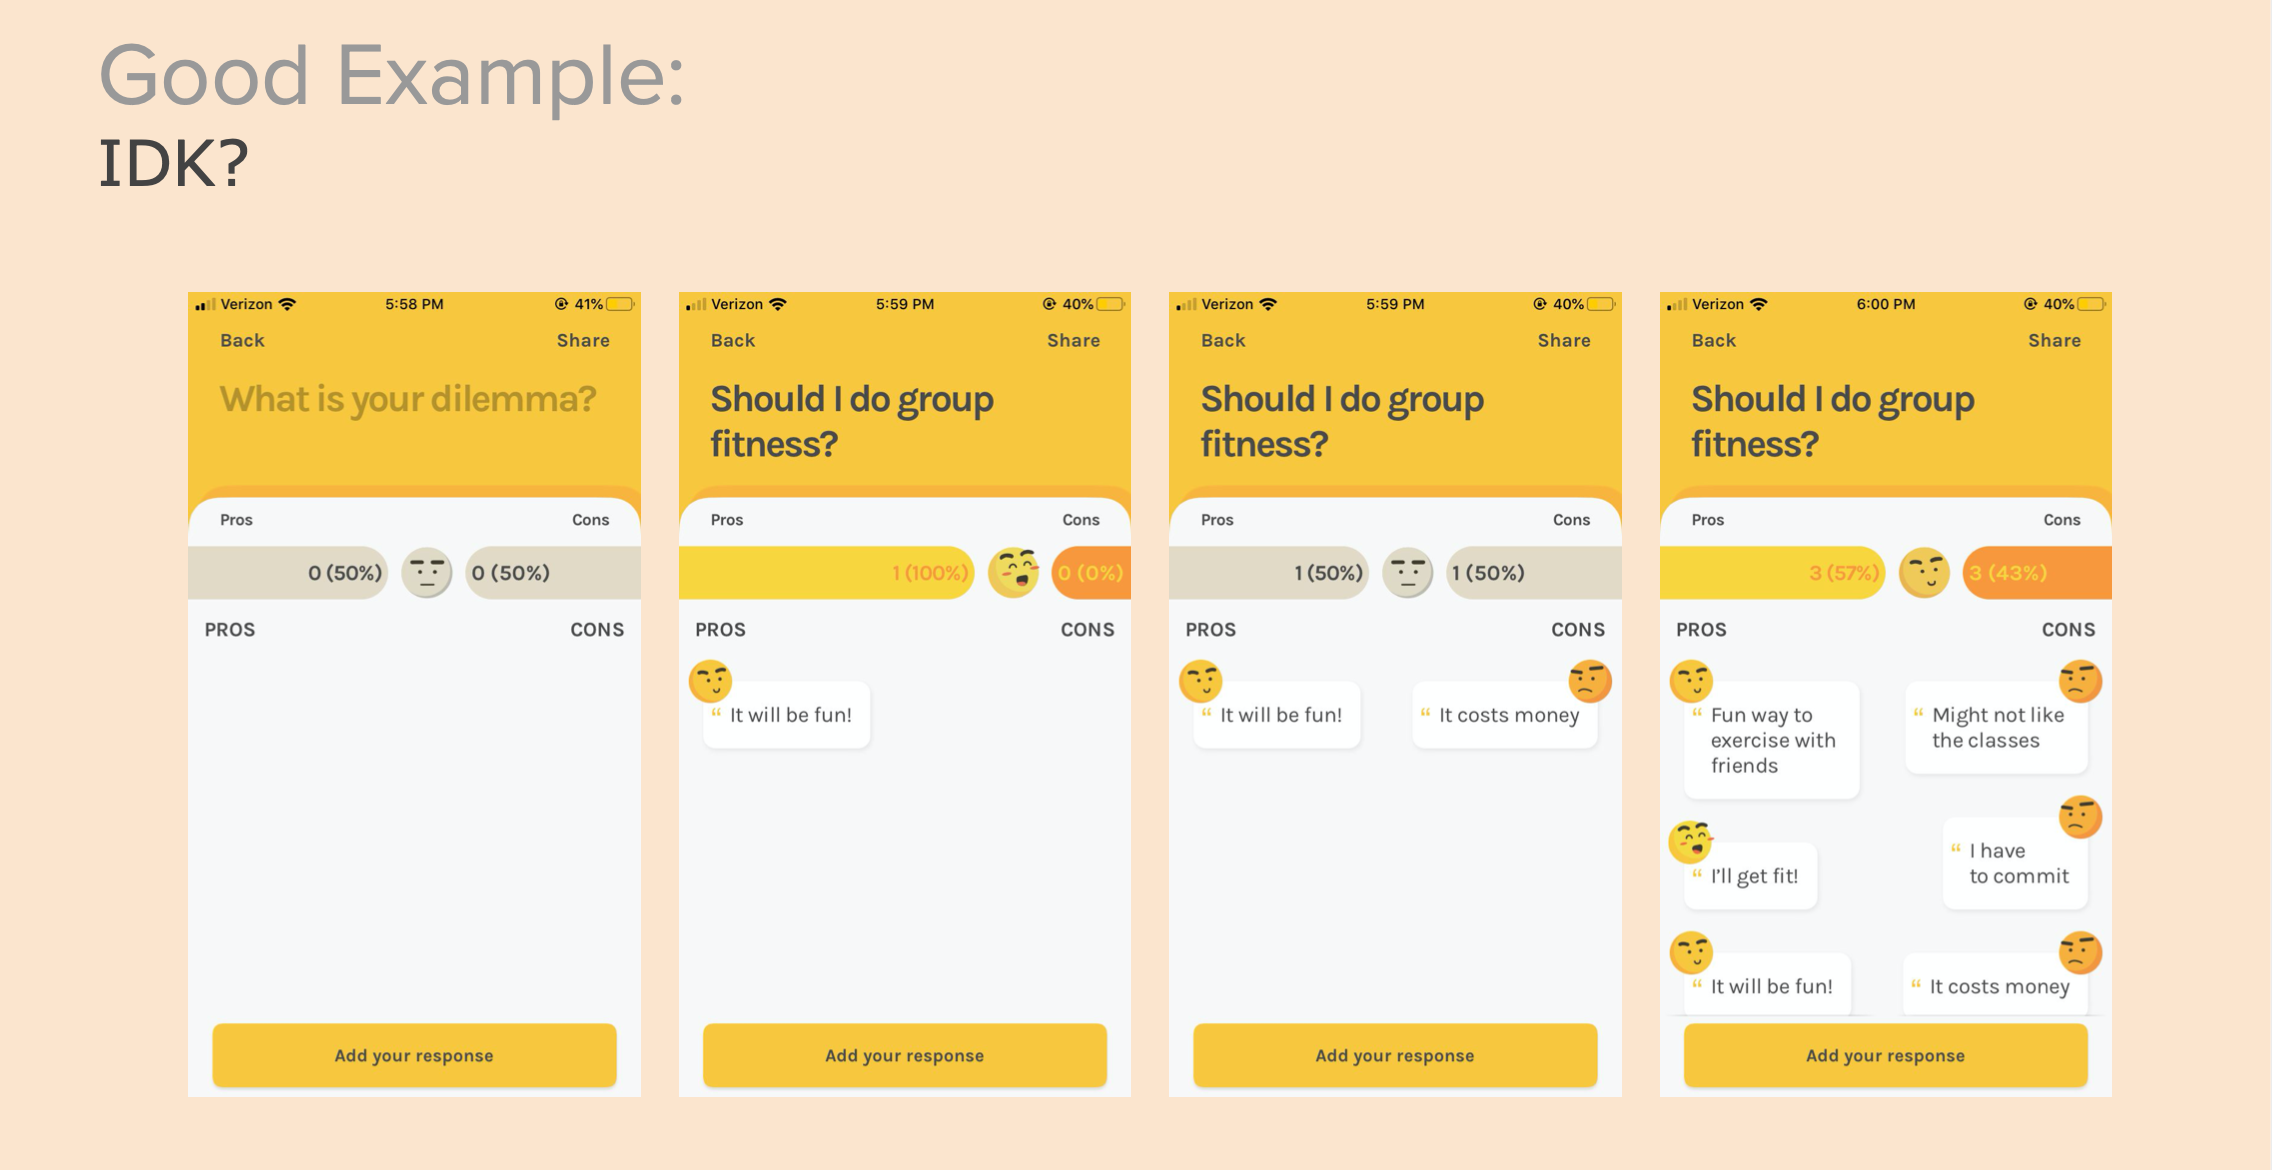 Good Example:
IDK?
Verizon 5:58 PM 41%
Back Share
What is your dilemma?
Pros Cons
0 (50%) 0 (50%)
PROS CONS
Add your response
Verizon 5:59 PM 40%
Back Share
Should I do group
fitness?
Pros Cons
1 (100%) 0 (0%)
PROS CONS
“ It will be fun!
Add your response
Verizon 5:59 PM 40%
Back Share
Should I do group
fitness?
Pros Cons
1 (50%) 1 (50%)
PROS CONS
“ It will be fun! “ It costs money
Add your response
Verizon 6:00 PM 40%
Back Share
Should I do group
fitness?
Pros Cons
3 (57%) 3 (43%)
PROS CONS
“ Fun way to
exercise with
friends
“ Might not like
the classes
“ I'll get fit!
“ I have
to commit
“ It will be fun! “ It costs money
Add your response